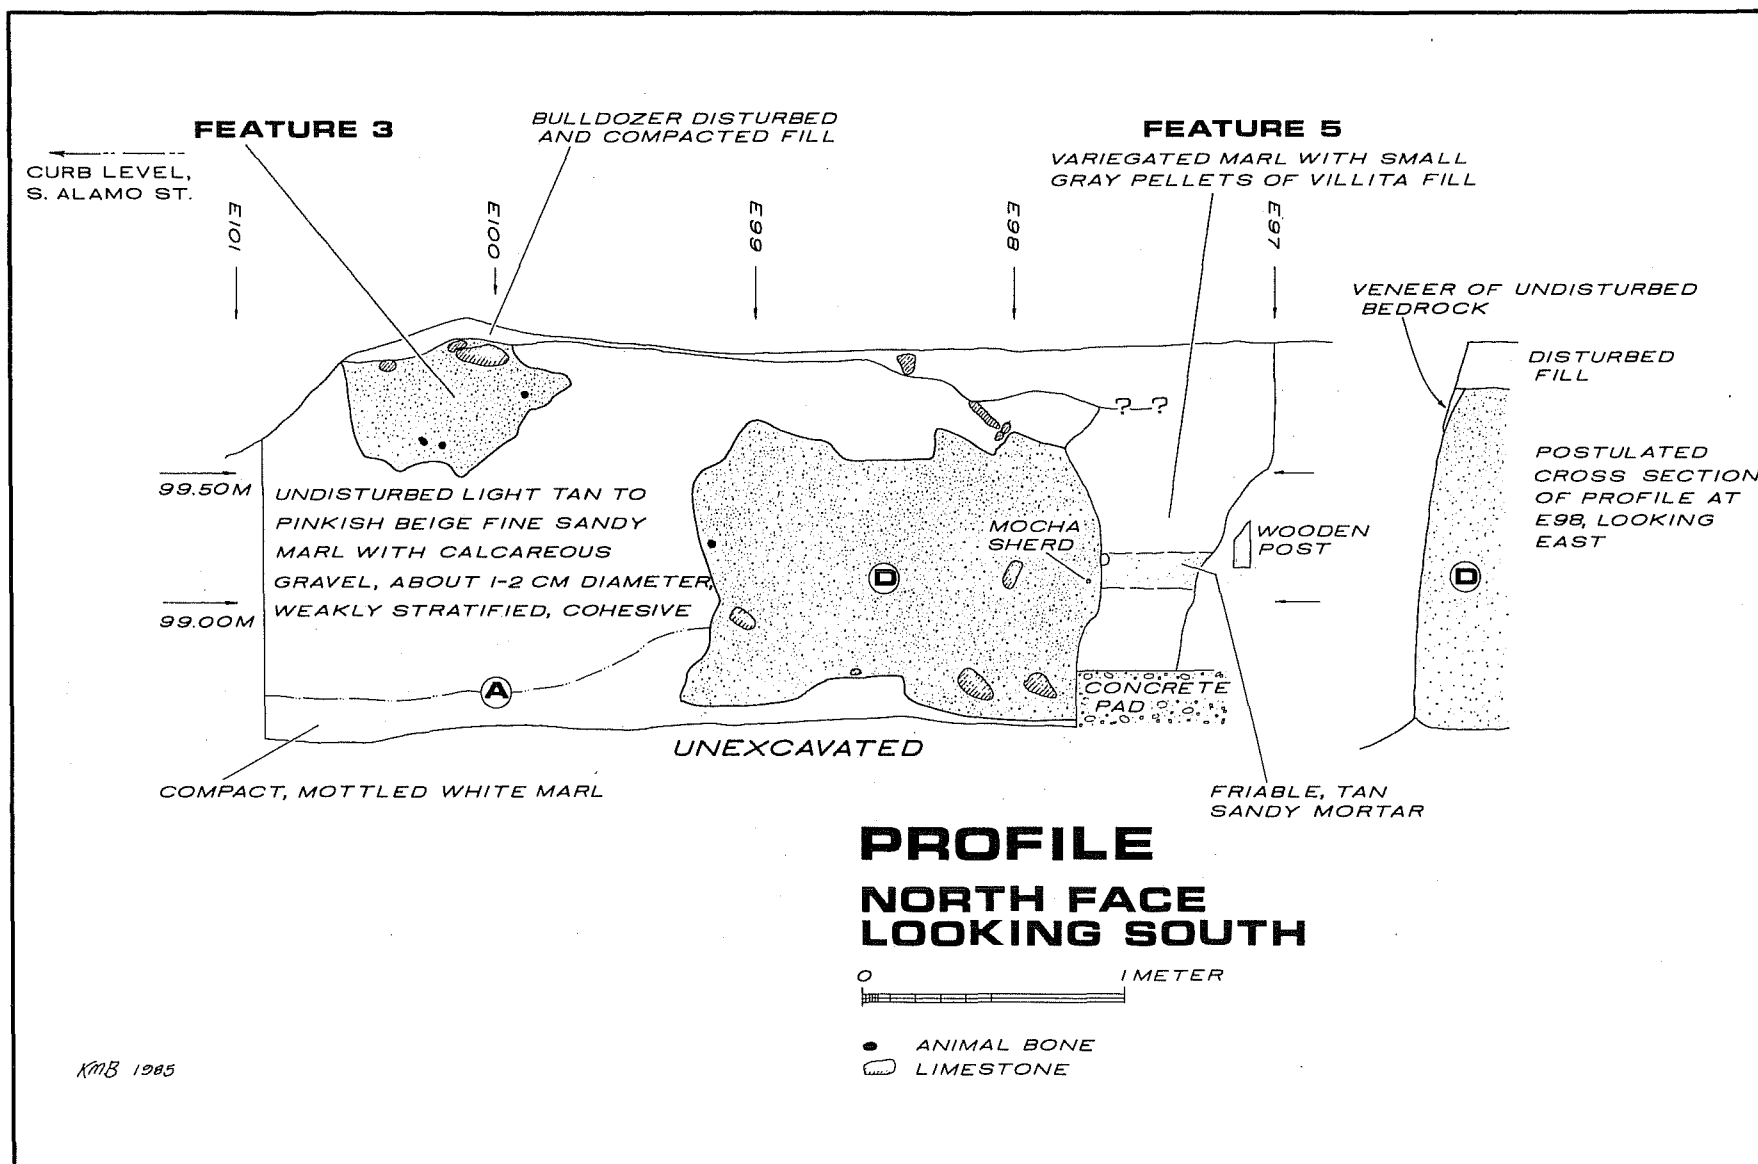 FEATURE 3
BULLDOZER DISTURBED
AND COMPACTED FILL
FEATURE 5
VARIEGATED MARL WITH SMALL
GRAY PELLETS OF VILLITA FILL
CURB LEVEL,
S. ALAMO ST.
E101
E100
E99
E98
E97
VENEER OF UNDISTURBED
BEDROCK
DISTURBED
FILL
?—?
POSTULATED
CROSS SECTION
OF PROFILE AT
E98, LOOKING
EAST
99.50M
UNDISTURBED LIGHT TAN TO
PINKISH BEIGE FINE SANDY
MARL WITH CALCAREOUS
GRAVEL, ABOUT 1-2 CM DIAMETER,
WEAKLY STRATIFIED, COHESIVE
99.00M
MOCHA
SHERD
WOODEN
POST
D
D
A
CONCRETE
PAD
UNEXCAVATED
COMPACT, MOTTLED WHITE MARL
FRIABLE, TAN
SANDY MORTAR
PROFILE
NORTH FACE
LOOKING SOUTH
0 1 METER
ANIMAL BONE
LIMESTONE
KMB 1985